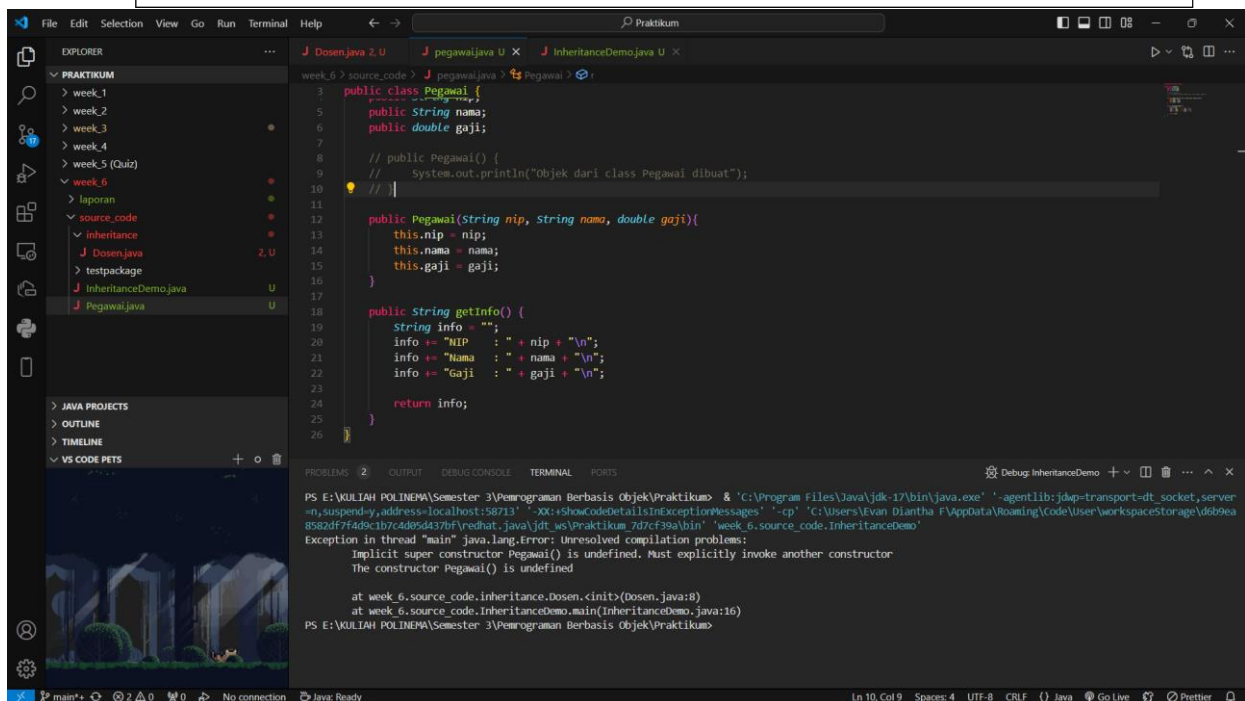 File Edit Selection View Go Run Terminal Help
Praktikum
EXPLORER
PRAKTIKUM
week_1
week_2
week_3
week_4
week_5 (Quiz)
week_6
laporan
source_code
inheritance
Dosen.java 2, U
testpackage
InheritanceDemo.java U
Pegawai.java U
JAVA PROJECTS
OUTLINE
TIMELINE
VS CODE PETS
Dosen.java 2, U pegawai.java U InheritanceDemo.java U
week_6 > source_code > pegawai.java > Pegawai > r
3 public class Pegawai {
5 public String nama;
6 public double gaji;
7
8 // public Pegawai() {
9 //     System.out.println("Objek dari class Pegawai dibuat");
10 // }
11
12 public Pegawai(String nip, String nama, double gaji){
13 this.nip = nip;
14 this.nama = nama;
15 this.gaji = gaji;
16 }
17
18 public String getInfo() {
19 String info = "";
20 info += "NIP    : " + nip + "\n";
21 info += "Nama   : " + nama + "\n";
22 info += "Gaji   : " + gaji + "\n";
23
24 return info;
25 }
26 }
PROBLEMS 2 OUTPUT DEBUG CONSOLE TERMINAL PORTS
Debug: InheritanceDemo
PS E:\KULIAH POLINEMA\Semester 3\Pemrograman Berbasis Objek\Praktikum>  & 'C:\Program Files\Java\jdk-17\bin\java.exe' '-agentlib:jdwp=transport=dt_socket,server
=n,suspend=y,address=localhost:58713' '-XX:+ShowCodeDetailsInExceptionMessages' '-cp' 'C:\Users\Evan Diantha F\AppData\Roaming\Code\User\workspaceStorage\d6b9ea
8582df7f4d9c1b7c4d05d437bf\redhat.java\jdt_ws\Praktikum_7d7cf39a\bin' 'week_6.source_code.InheritanceDemo'
Exception in thread "main" java.lang.Error: Unresolved compilation problems:
Implicit super constructor Pegawai() is undefined. Must explicitly invoke another constructor
The constructor Pegawai() is undefined
at week_6.source_code.inheritance.Dosen.<init>(Dosen.java:8)
at week_6.source_code.InheritanceDemo.main(InheritanceDemo.java:16)
PS E:\KULIAH POLINEMA\Semester 3\Pemrograman Berbasis Objek\Praktikum>
17
main*+ 2 0 0 No connection Java: Ready Ln 10, Col 9 Spaces: 4 UTF-8 CRLF {} Java Go Live Prettier